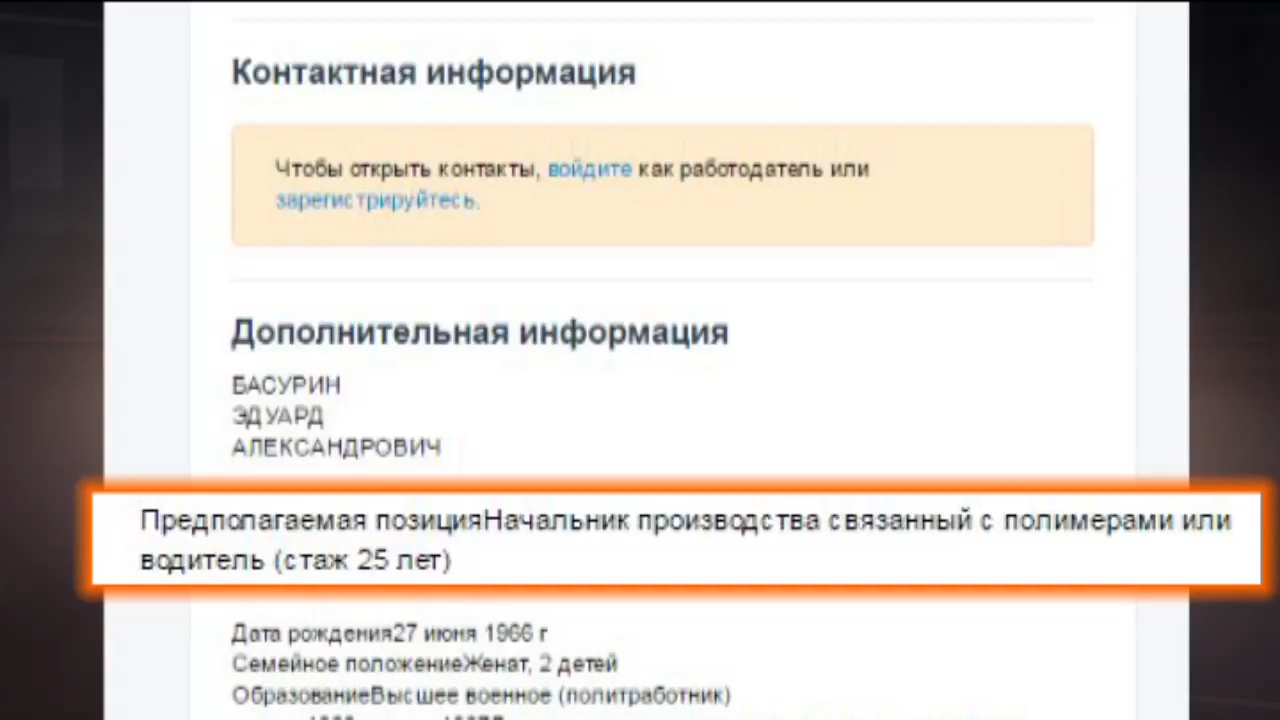 Контактная информация
Чтобы открыть контакты, войдите как работодатель или
зарегистрируйтесь.
Дополнительная информация
БАСУРИН
ЭДУАРД
АЛЕКСАНДРОВИЧ
Предполагаемая позицияНачальник производства связанный с полимерами или
водитель (стаж 25 лет)
Дата рождения27 июня 1966 г
Семейное положениеЖенат, 2 детей
ОбразованиеВысшее военное (политработник)